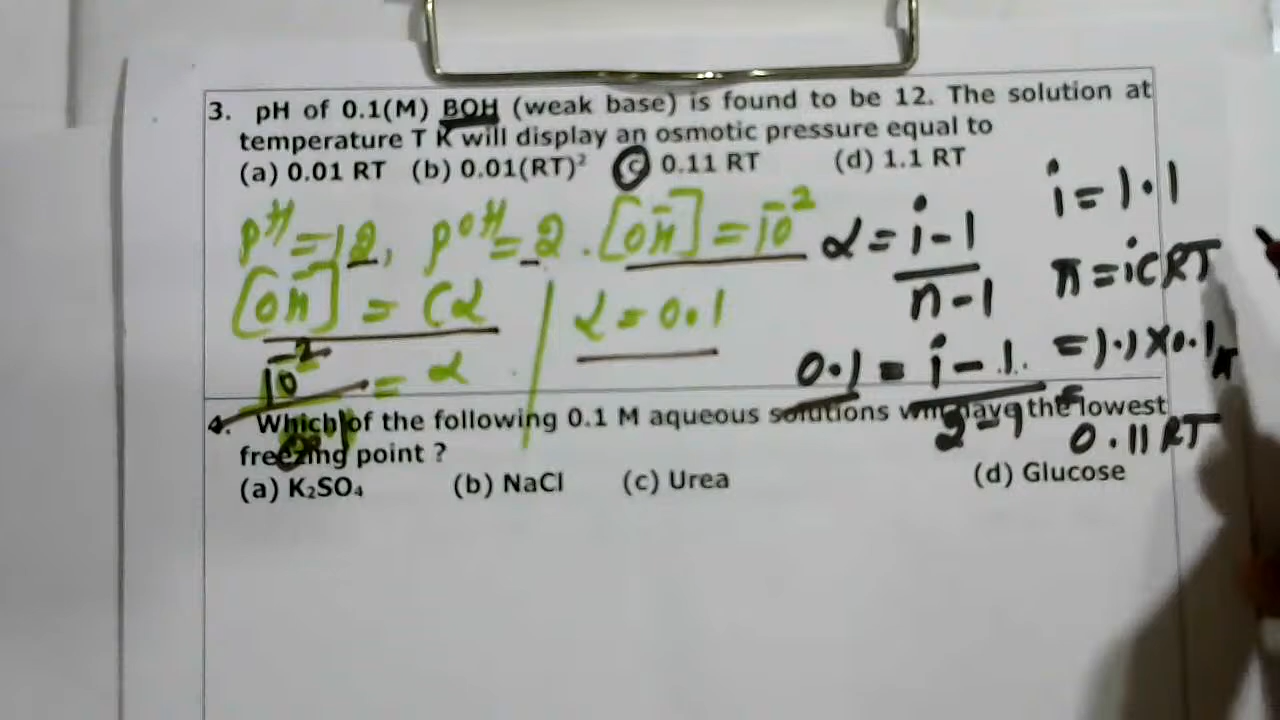 3. pH of 0.1(M) BOH (weak base) is found to be 12. The solution at
temperature T K will display an osmotic pressure equal to
(a) 0.01 RT (b) 0.01(RT)² (c) 0.11 RT (d) 1.1 RT
pH = 12, pOH = 2 . [OH⁻] = 10⁻² α = i-1 / n-1 i = 1.1
[OH⁻] = Cα α = 0.1 π = iCRT
10⁻² / 0.1 = α 0.1 = i-1 / 2-1 = 1.1 x 0.1
= 0.11 RT
4. Which of the following 0.1 M aqueous solutions will have the lowest
freezing point ?
(a) K₂SO₄ (b) NaCl (c) Urea (d) Glucose